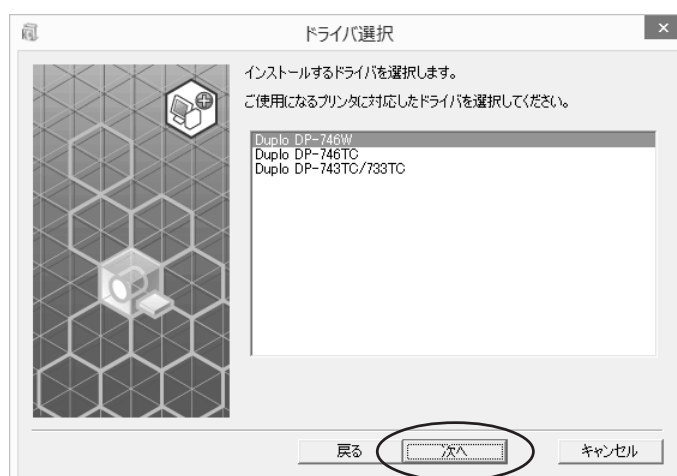 ドライバ選択
インストールするドライバを選択します。
ご使用になるプリンタに対応したドライバを選択してください。
Duplo DP-746W
Duplo DP-746TC
Duplo DP-743TC/733TC
戻る
次へ
キャンセル